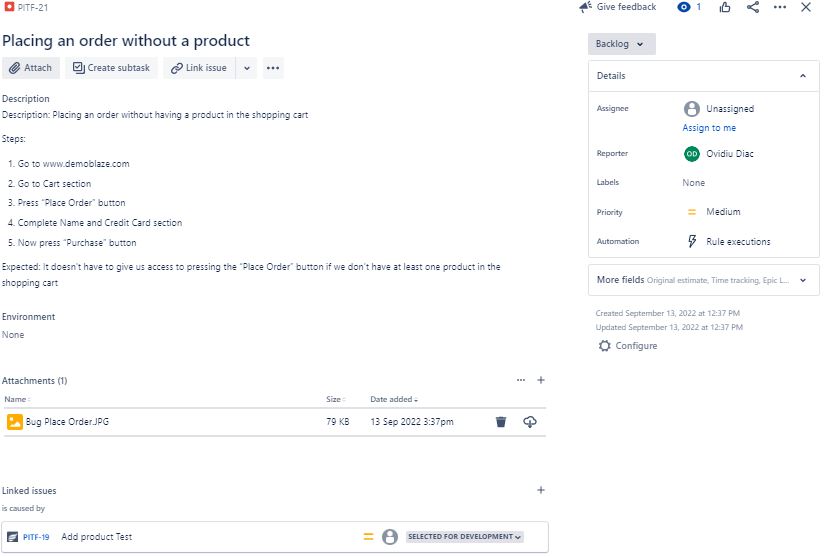 PITF-21
Give feedback
1
Placing an order without a product
Attach
Create subtask
Link issue
Description
Description: Placing an order without having a product in the shopping cart
Steps:
1. Go to www.demoblaze.com
2. Go to Cart section
3. Press “Place Order” button
4. Complete Name and Credit Card section
5. Now press “Purchase” button
Expected: It doesn’t have to give us access to pressing the “Place Order” button if we don’t have at least one product in the
shopping cart
Environment
None
Attachments (1)
Name
Size
Date added
Bug Place Order.JPG
79 KB
13 Sep 2022 3:37pm
Linked issues
is caused by
PITF-19
Add product Test
SELECTED FOR DEVELOPMENT
Backlog
Details
Assignee
Unassigned
Assign to me
Reporter
OD
Ovidiu Diac
Labels
None
Priority
Medium
Automation
Rule executions
More fields
Original estimate, Time tracking, Epic L...
Created September 13, 2022 at 12:37 PM
Updated September 13, 2022 at 12:37 PM
Configure